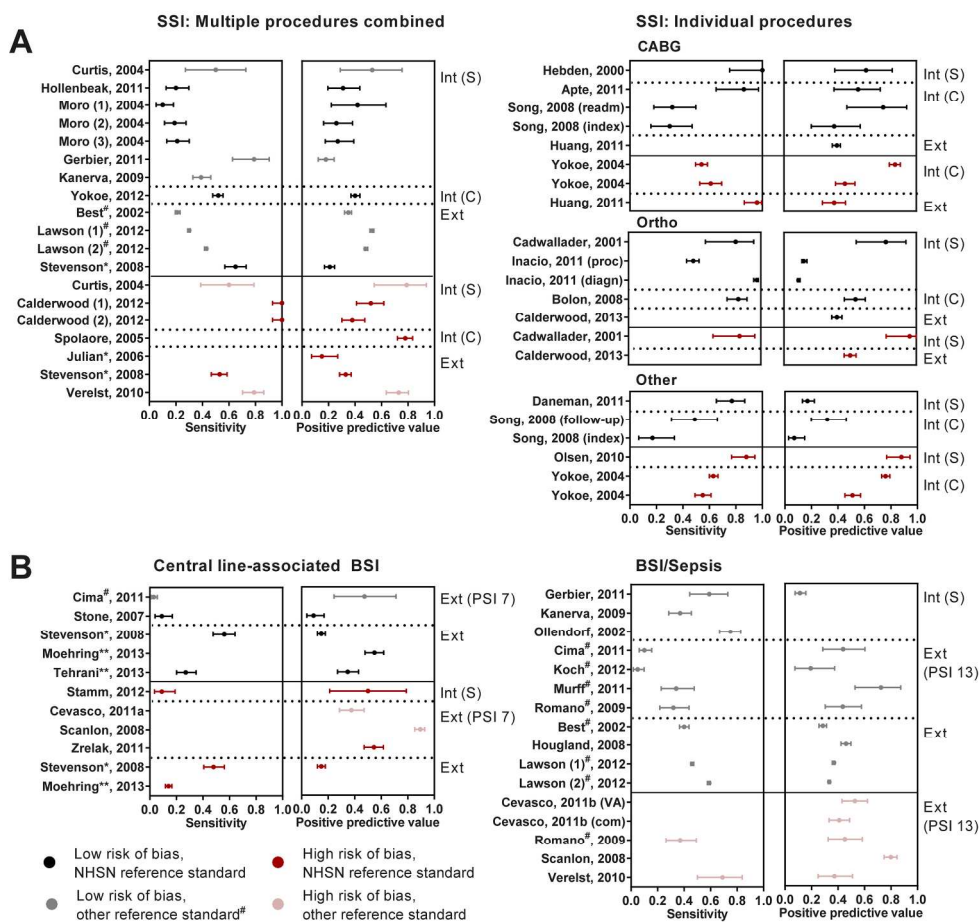 A
SSI: Multiple procedures combined
Curtis, 2004
Hollenbeak, 2011
Moro (1), 2004
Moro (2), 2004
Moro (3), 2004
Gerbier, 2011
Kanerva, 2009
Yokoe, 2012
Best#, 2002
Lawson (1)#, 2012
Lawson (2)#, 2012
Stevenson*, 2008
Curtis, 2004
Calderwood (1), 2012
Calderwood (2), 2012
Spolaore, 2005
Julian*, 2006
Stevenson*, 2008
Verelst, 2010
Int (S)
Int (C)
Ext
Int (S)
Int (C)
Ext
0.0 0.2 0.4 0.6 0.8 1.0
0.0 0.2 0.4 0.6 0.8 1.0
Sensitivity
Positive predictive value
SSI: Individual procedures
CABG
Hebden, 2000
Apte, 2011
Song, 2008 (readm)
Song, 2008 (index)
Huang, 2011
Yokoe, 2004
Yokoe, 2004
Huang, 2011
Int (S)
Int (C)
Ext
Int (C)
Ext
Ortho
Cadwallader, 2001
Inacio, 2011 (proc)
Inacio, 2011 (diagn)
Bolon, 2008
Calderwood, 2013
Cadwallader, 2001
Calderwood, 2013
Int (S)
Int (C)
Ext
Int (S)
Ext
Other
Daneman, 2011
Song, 2008 (follow-up)
Song, 2008 (index)
Olsen, 2010
Yokoe, 2004
Yokoe, 2004
Int (S)
Int (C)
Int (S)
Int (C)
0.0 0.2 0.4 0.6 0.8 1.0
0.0 0.2 0.4 0.6 0.8 1.0
Sensitivity
Positive predictive value
B
Central line-associated BSI
Cima#, 2011
Stone, 2007
Stevenson*, 2008
Moehring**, 2013
Tehrani**, 2013
Stamm, 2012
Cevasco, 2011a
Scanlon, 2008
Zrelak, 2011
Stevenson*, 2008
Moehring**, 2013
Ext (PSI 7)
Ext
Int (S)
Ext (PSI 7)
Ext
0.0 0.2 0.4 0.6 0.8 1.0
0.0 0.2 0.4 0.6 0.8 1.0
Sensitivity
Positive predictive value
BSI/Sepsis
Gerbier, 2011
Kanerva, 2009
Ollendorf, 2002
Cima#, 2011
Koch#, 2012
Murff#, 2011
Romano#, 2009
Best#, 2002
Hougland, 2008
Lawson (1)#, 2012
Lawson (2)#, 2012
Cevasco, 2011b (VA)
Cevasco, 2011b (com)
Romano#, 2009
Scanlon, 2008
Verelst, 2010
Int (S)
Ext
(PSI 13)
Ext
Ext
(PSI 13)
0.0 0.2 0.4 0.6 0.8 1.0
0.0 0.2 0.4 0.6 0.8 1.0
Sensitivity
Positive predictive value
Low risk of bias,
NHSN reference standard
High risk of bias,
NHSN reference standard
Low risk of bias,
other reference standard#
High risk of bias,
other reference standard